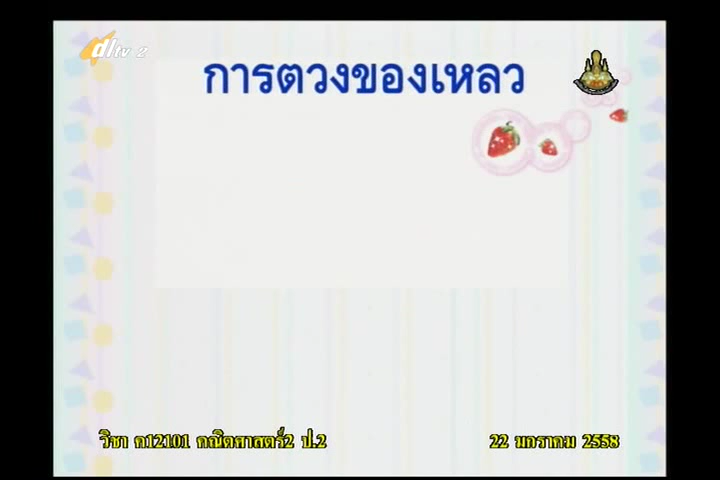 dltv 2
การตวงของเหลว
วิชา ค12101 คณิตศาสตร์2 ป.2
22 มกราคม 2558